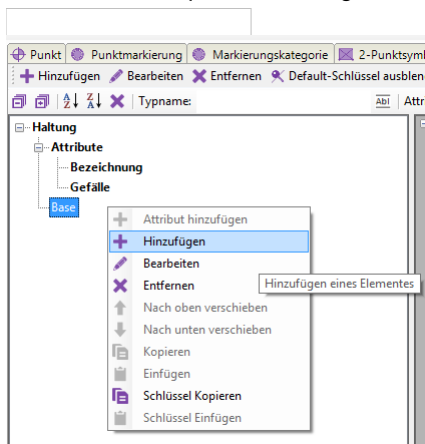 Punkt Punktmarkierung Markierungskategorie 2-Punktsymb
Hinzufügen Bearbeiten Entfernen Default-Schlüssel ausblen
Typname: Abl Attr
Haltung
Attribute
Bezeichnung
Gefälle
Base
Attribut hinzufügen
Hinzufügen
Bearbeiten
Entfernen
Hinzufügen eines Elementes
Nach oben verschieben
Nach unten verschieben
Kopieren
Einfügen
Schlüssel Kopieren
Schlüssel Einfügen